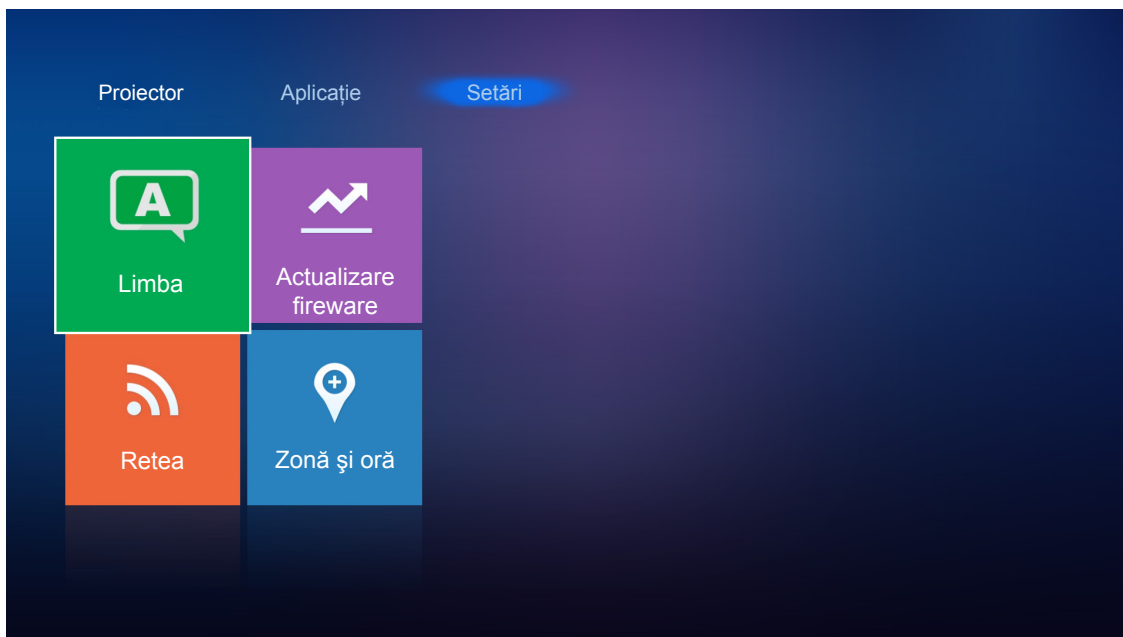 Proiector Aplicație Setări
A
Limba
Actualizare
fireware
Retea
Zonă şi oră